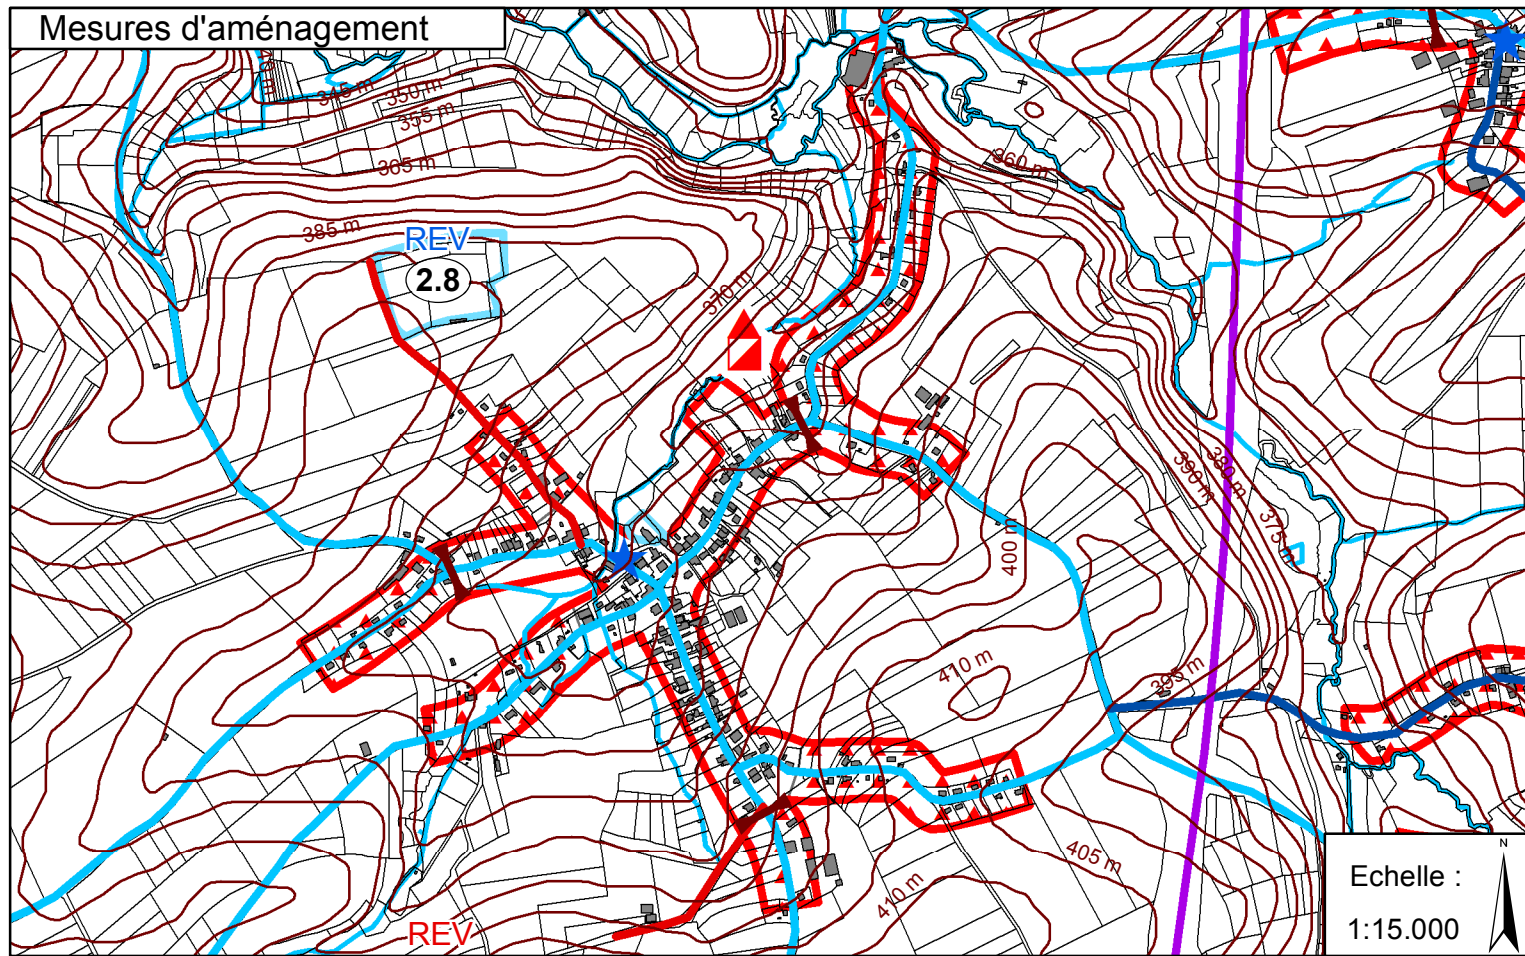 Mesures d'aménagement
345 m
350 m
355 m
365 m
360 m
385 m
REV
2.8
370 m
380 m
390 m
375 m
400 m
410 m
395 m
405 m
410 m
REV
N
Echelle :
1:15.000